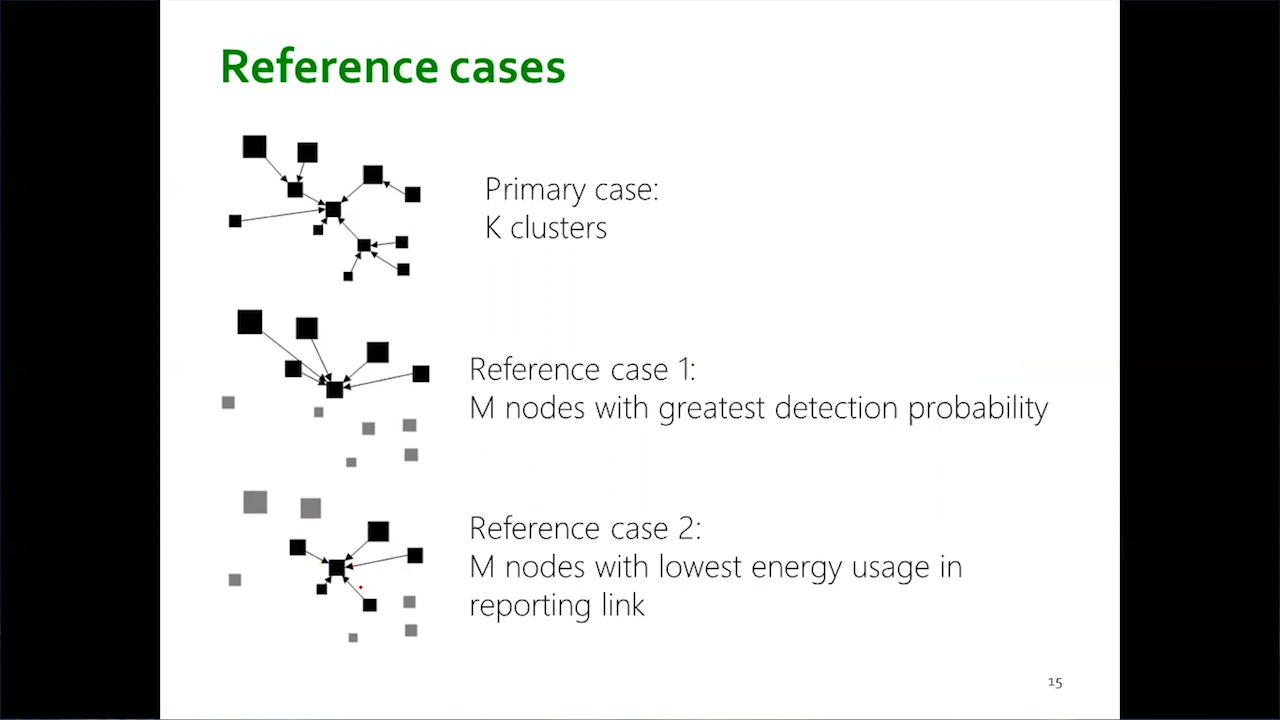 Reference cases
Primary case:
K clusters
Reference case 1:
M nodes with greatest detection probability
Reference case 2:
M nodes with lowest energy usage in
reporting link
15